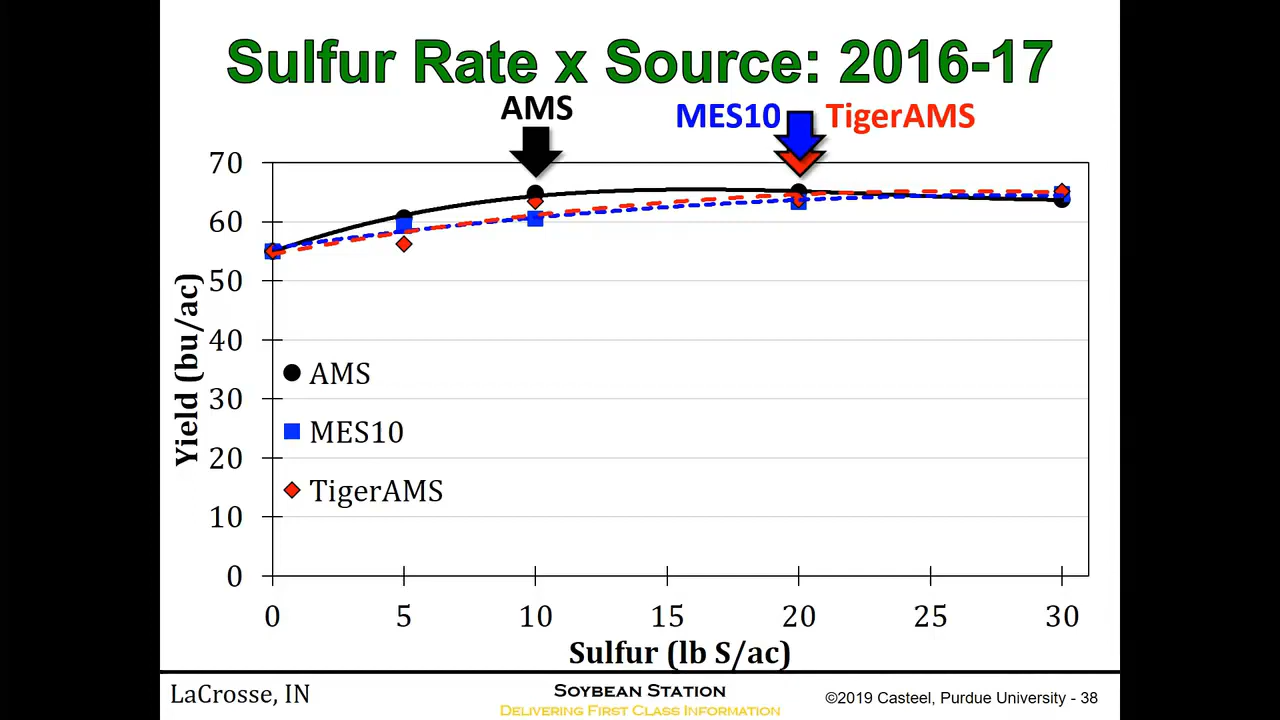 Sulfur Rate x Source: 2016-17
AMS
MES10 TigerAMS
70
60
50
40
30
20
10
0
Yield (bu/ac)
AMS
MES10
TigerAMS
0 5 10 15 20 25 30
Sulfur (lb S/ac)
LaCrosse, IN
SOYBEAN STATION
DELIVERING FIRST CLASS INFORMATION
©2019 Casteel, Purdue University - 38